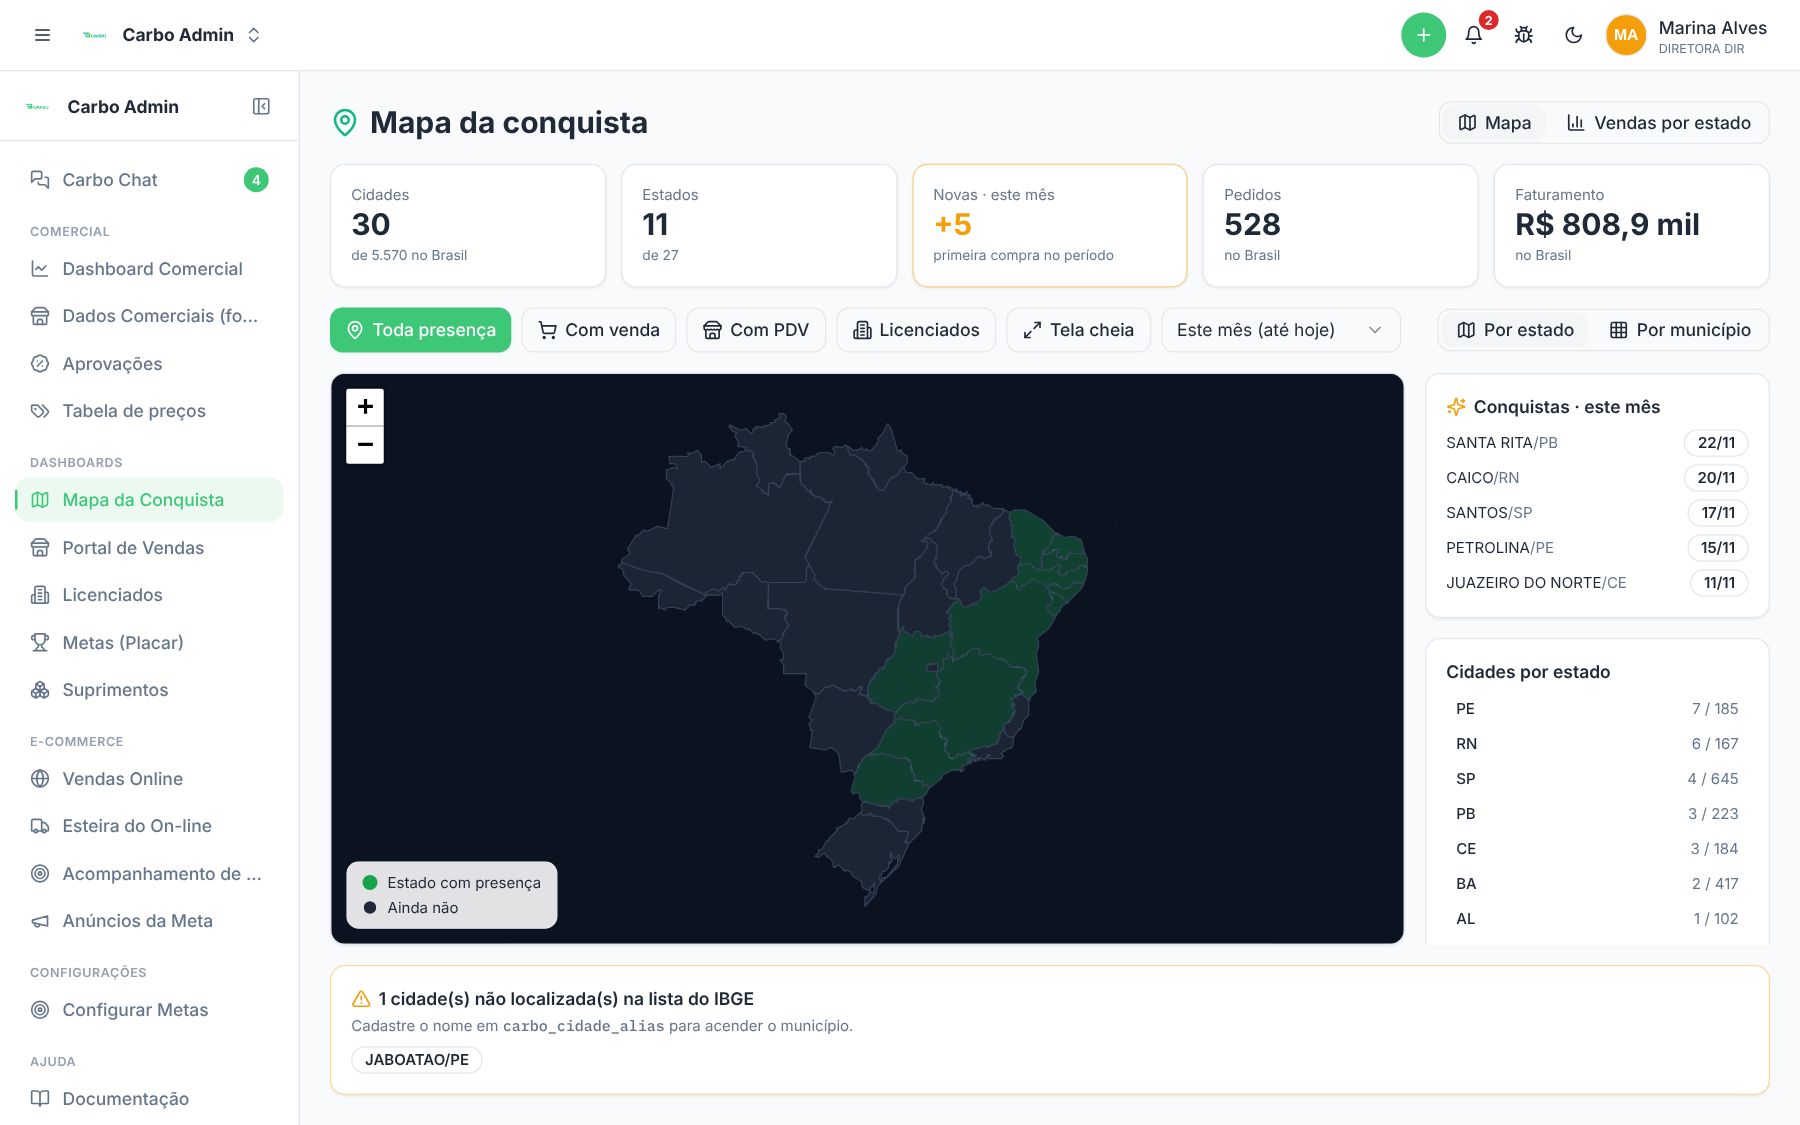 Carbo Admin
2
MA
Marina Alves
DIRETORA DIR
Carbo Admin
Carbo Chat
4
COMERCIAL
Dashboard Comercial
Dados Comerciais (fo...
Aprovações
Tabela de preços
DASHBOARDS
Mapa da Conquista
Portal de Vendas
Licenciados
Metas (Placar)
Suprimentos
E-COMMERCE
Vendas Online
Esteira do On-line
Acompanhamento de ...
Anúncios da Meta
CONFIGURAÇÕES
Configurar Metas
AJUDA
Documentação
Mapa da conquista
Mapa
Vendas por estado
Cidades
30
de 5.570 no Brasil
Estados
11
de 27
Novas · este mês
+5
primeira compra no período
Pedidos
528
no Brasil
Faturamento
R$ 808,9 mil
no Brasil
Toda presença
Com venda
Com PDV
Licenciados
Tela cheia
Este mês (até hoje)
Por estado
Por município
+
−
Estado com presença
Ainda não
Conquistas · este mês
SANTA RITA/PB 22/11
CAICO/RN 20/11
SANTOS/SP 17/11
PETROLINA/PE 15/11
JUAZEIRO DO NORTE/CE 11/11
Cidades por estado
PE 7 / 185
RN 6 / 167
SP 4 / 645
PB 3 / 223
CE 3 / 184
BA 2 / 417
AL 1 / 102
1 cidade(s) não localizada(s) na lista do IBGE
Cadastre o nome em carbo_cidade_alias para acender o município.
JABOATAO/PE